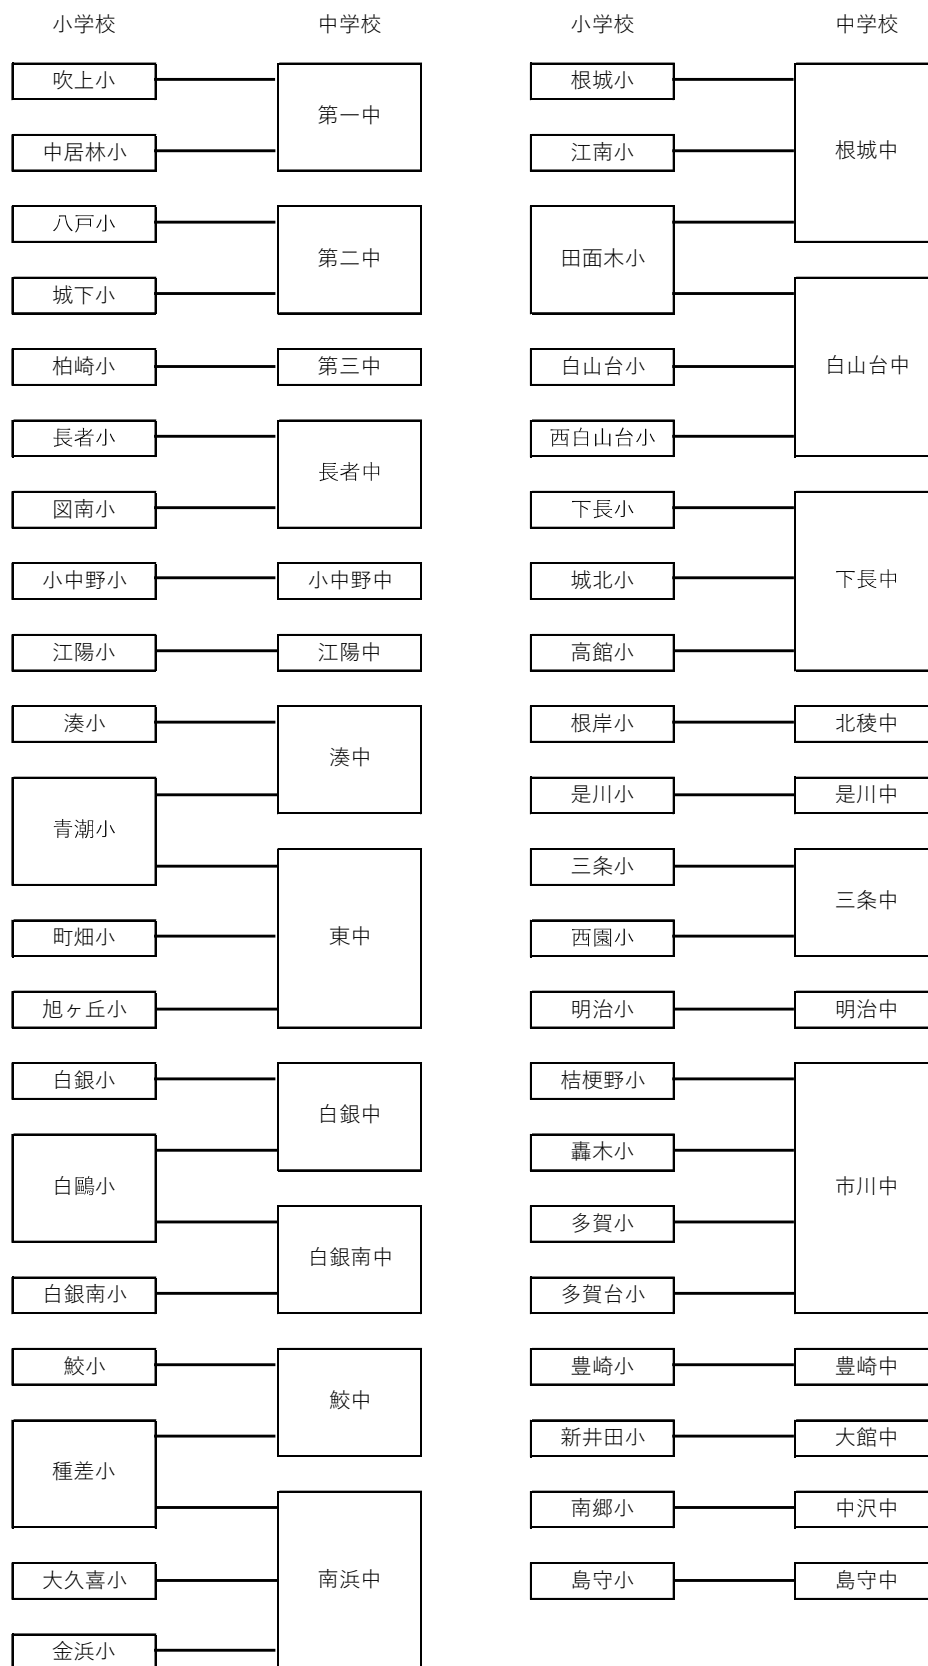 小学校 中学校 小学校 中学校
吹上小 根城小
第一中
中居林小 江南小 根城中
八戸小
第二中 田面木小
城下小
柏崎小 第三中 白山台小 白山台中
長者小 西白山台小
長者中
図南小 下長小
小中野小 小中野中 城北小 下長中
江陽小 江陽中 高館小
湊小 根岸小 北稜中
湊中
是川小 是川中
青潮小
三条小
三条中
町畑小 東中 西園小
旭ヶ丘小 明治小 明治中
白銀小 桔梗野小
白銀中
轟木小
白鷗小 市川中
多賀小
白銀南中
白銀南小 多賀台小
鮫小 豊崎小 豊崎中
鮫中
新井田小 大館中
種差小
南郷小 中沢中
大久喜小 南浜中 島守小 島守中
金浜小